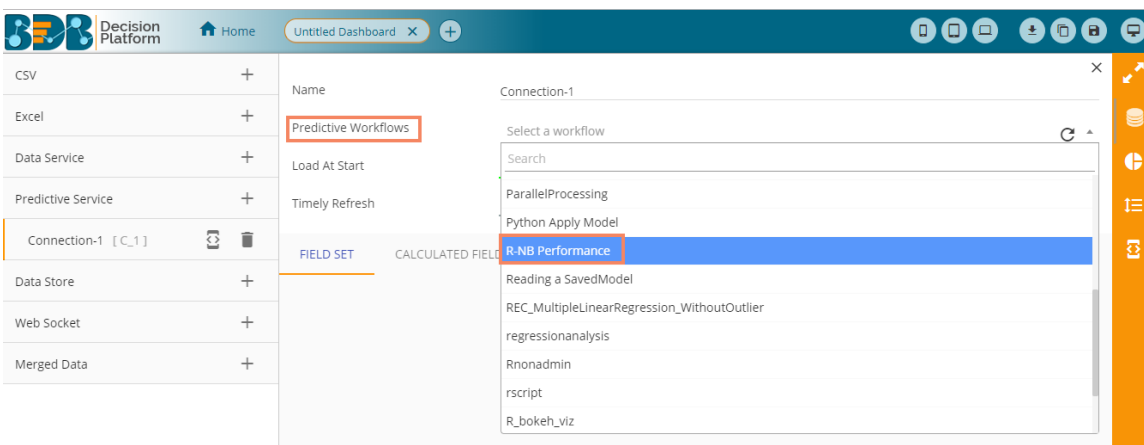 BDB Decision Platform
Home
Untitled Dashboard X
CSV
Excel
Data Service
Predictive Service
Connection-1 [ C_1 ]
Data Store
Web Socket
Merged Data
Name
Connection-1
Predictive Workflows
Select a workflow
Load At Start
Timely Refresh
FIELD SET
CALCULATED FIELD
Search
ParallelProcessing
Python Apply Model
R-NB Performance
Reading a SavedModel
REC_MultipleLinearRegression_WithoutOutlier
regressionanalysis
Rnonadmin
rscript
R_bokeh_viz